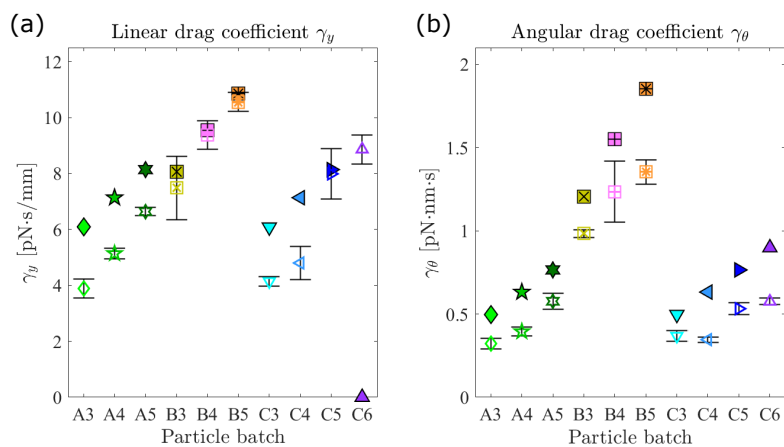 (a) Linear drag coefficient γy
12
10
8
6
4
2
0
γy [pN·s/mm]
A3 A4 A5 B3 B4 B5 C3 C4 C5 C6
Particle batch
(b) Angular drag coefficient γθ
2
1.5
1
0.5
0
γθ [pN·nm·s]
A3 A4 A5 B3 B4 B5 C3 C4 C5 C6
Particle batch